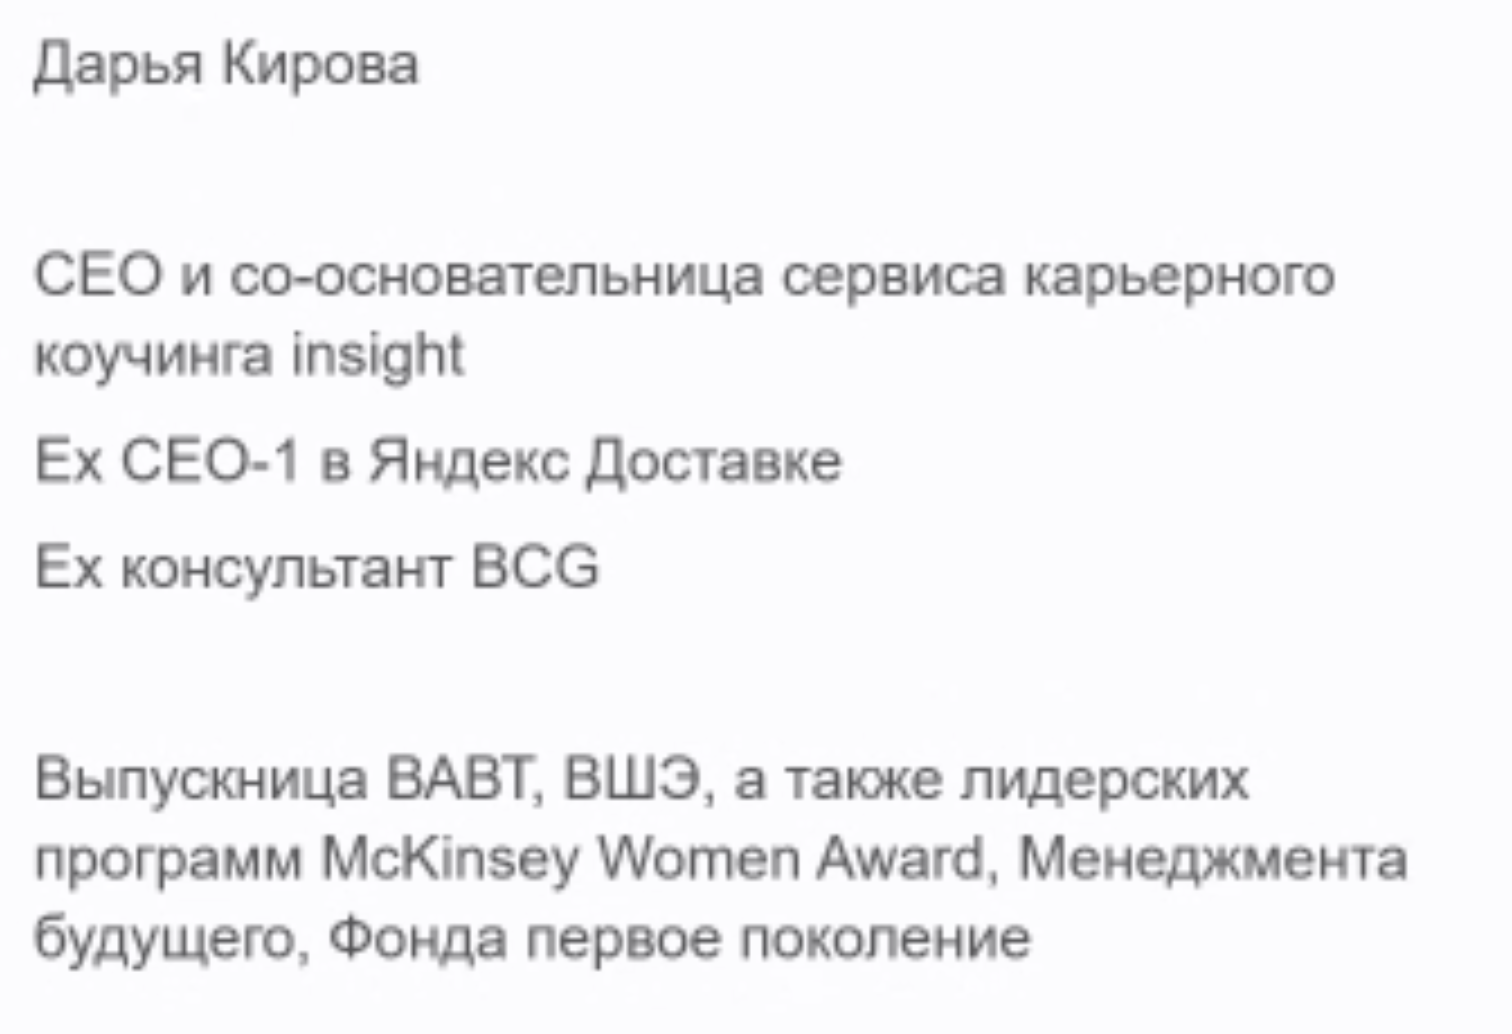 Дарья Кирова
CEO и со-основательница сервиса карьерного
коучинга insight
Ex CEO-1 в Яндекс Доставке
Ex консультант BCG
Выпускница ВАВТ, ВШЭ, а также лидерских
программ McKinsey Women Award, Менеджмента
будущего, Фонда первое поколение